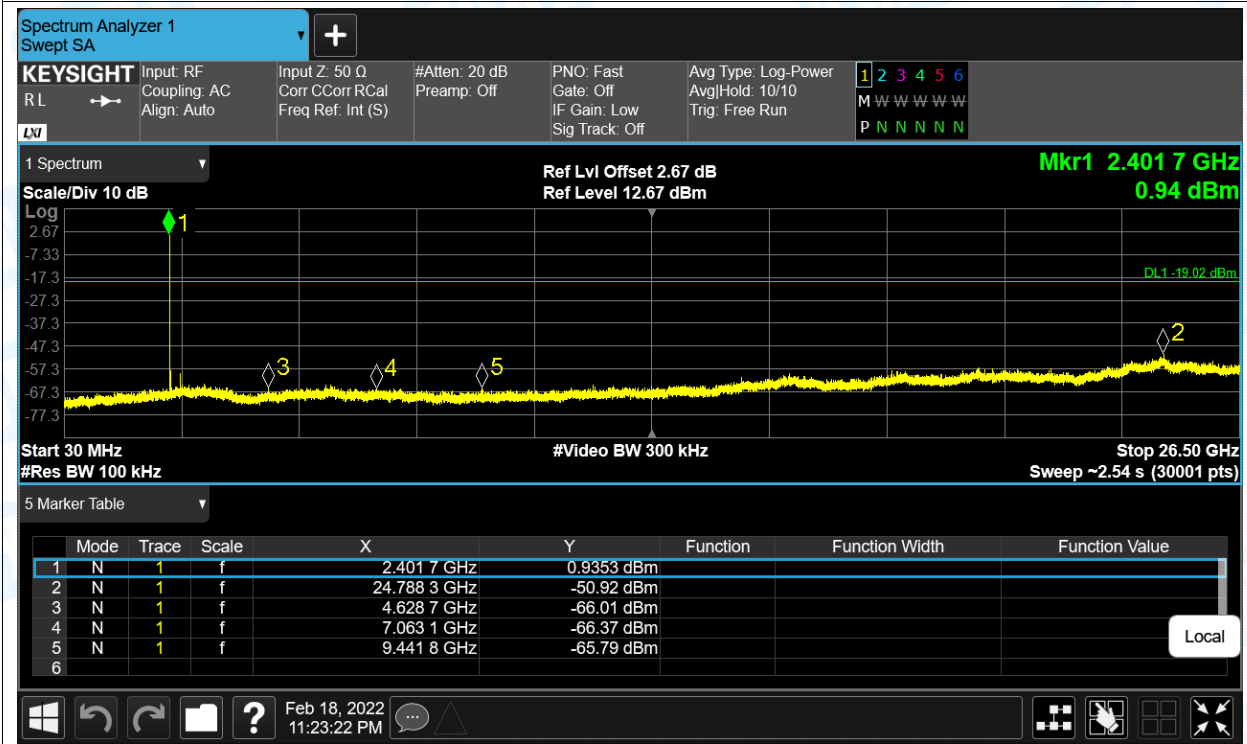 Spectrum Analyzer 1
Swept SA
KEYSIGHT
R L
LXI
Input: RF
Coupling: AC
Align: Auto
Input Z: 50 Ω
Corr CCorr RCal
Freq Ref: Int (S)
#Atten: 20 dB
Preamp: Off
PNO: Fast
Gate: Off
IF Gain: Low
Sig Track: Off
Avg Type: Log-Power
Avg|Hold: 10/10
Trig: Free Run
1 2 3 4 5 6
M W W W W W W
P N N N N N N
1 Spectrum
Scale/Div 10 dB
Ref Lvl Offset 2.67 dB
Ref Level 12.67 dBm
Mkr1 2.401 7 GHz
0.94 dBm
Log
2.67
-7.33
-17.3
-27.3
-37.3
-47.3
-57.3
-67.3
-77.3
1
DL1 -19.02 dBm
2
3
4
5
Start 30 MHz
#Res BW 100 kHz
#Video BW 300 kHz
Stop 26.50 GHz
Sweep ~2.54 s (30001 pts)
5 Marker Table
Mode Trace Scale X Y Function Function Width Function Value
1 N 1 f 2.401 7 GHz 0.9353 dBm
2 N 1 f 24.788 3 GHz -50.92 dBm
3 N 1 f 4.628 7 GHz -66.01 dBm
4 N 1 f 7.063 1 GHz -66.37 dBm
5 N 1 f 9.441 8 GHz -65.79 dBm
6
Local
?
Feb 18, 2022
11:23:22 PM